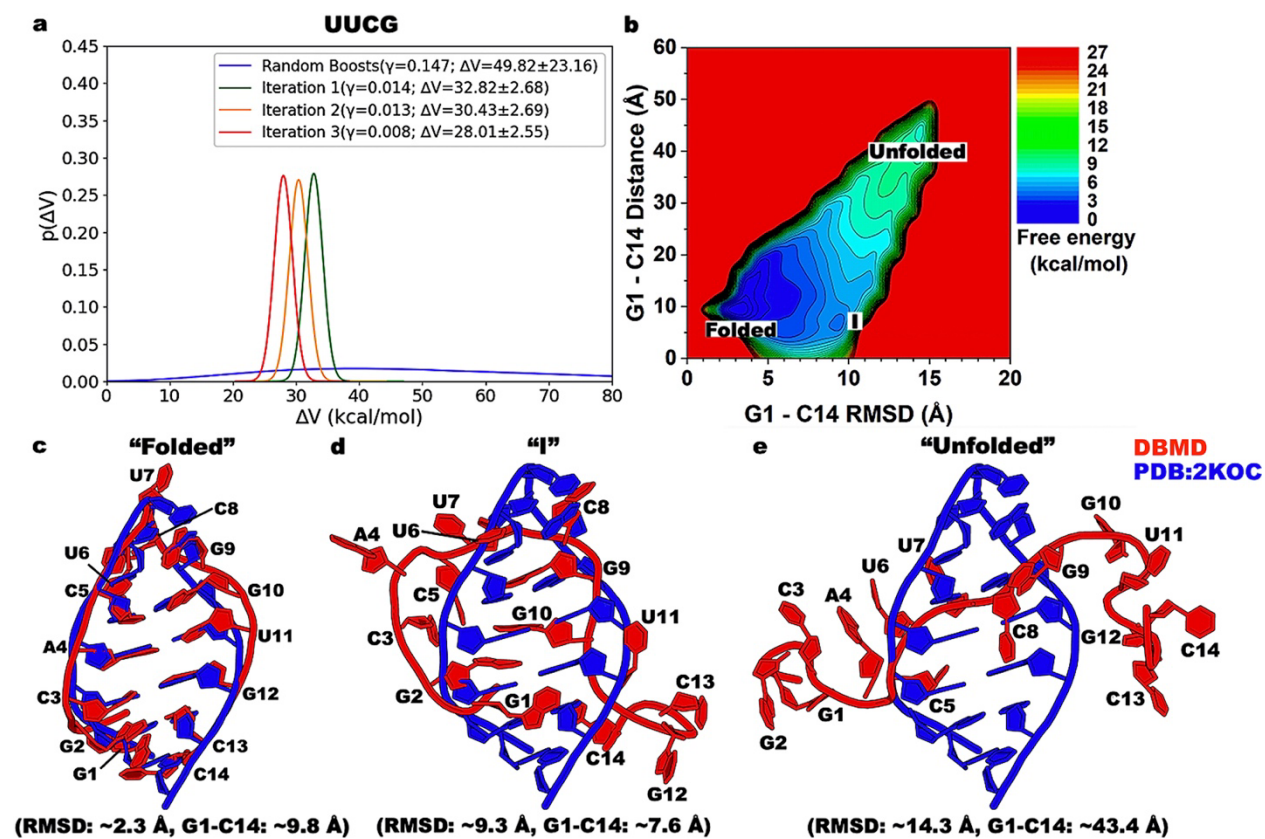 a
UUCG
0.45
0.40
0.35
0.30
0.25
0.20
0.15
0.10
0.05
0.00
p(ΔV)
Random Boosts(γ=0.147; ΔV=49.82±23.16)
Iteration 1(γ=0.014; ΔV=32.82±2.68)
Iteration 2(γ=0.013; ΔV=30.43±2.69)
Iteration 3(γ=0.008; ΔV=28.01±2.55)
0 10 20 30 40 50 60 70 80
ΔV (kcal/mol)
b
60
50
40
30
20
10
0
G1 - C14 Distance (Å)
Unfolded
Folded
I
0 5 10 15 20
G1 - C14 RMSD (Å)
27
24
21
18
15
12
9
6
3
0
Free energy
(kcal/mol)
c
"Folded"
U7
C8
U6
G9
C5
G10
A4
U11
C3
G12
G2
C13
G1
C14
(RMSD: ~2.3 Å, G1-C14: ~9.8 Å)
d
"I"
U7
C8
U6
A4
G9
C5
G10
U11
C3
G2
G1
C13
C14
G12
(RMSD: ~9.3 Å, G1-C14: ~7.6 Å)
e
"Unfolded"
DBMD
PDB:2KOC
G10
U11
U7
U6
G9
A4
C3
C8
G12
C14
C5
C13
G1
G2
(RMSD: ~14.3 Å, G1-C14: ~43.4 Å)